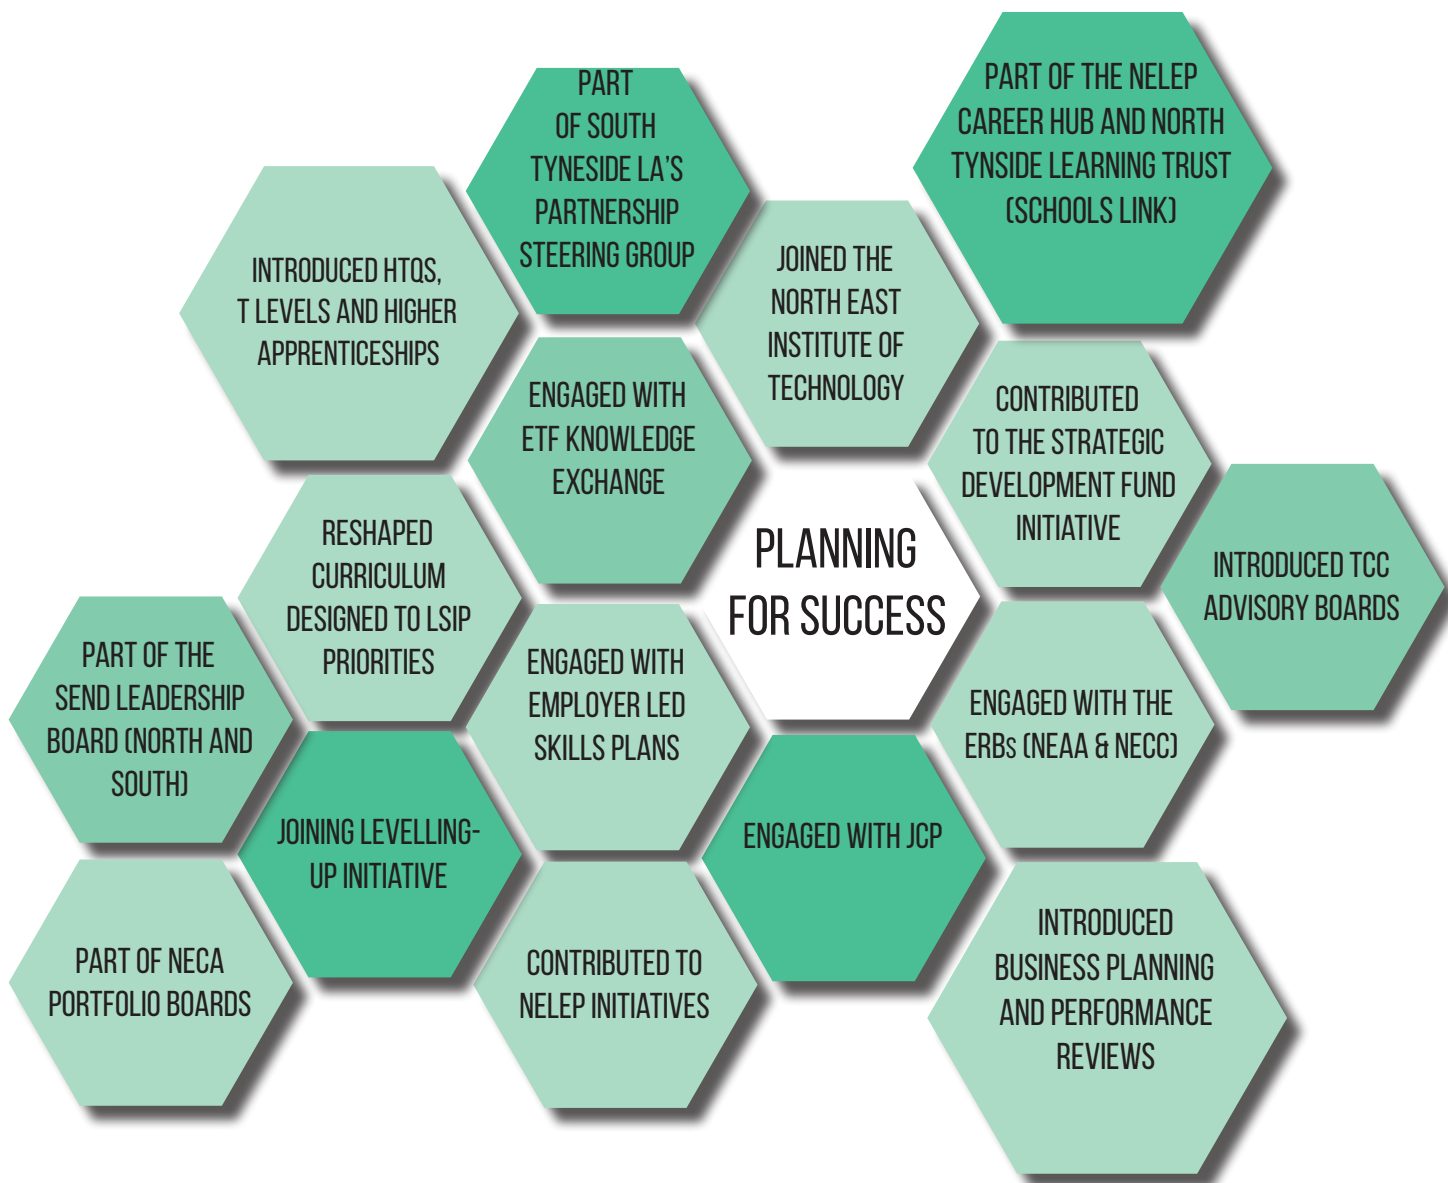 PART
OF SOUTH
TYNESIDE LA'S
PARTNERSHIP
STEERING GROUP
PART OF THE NELEP
CAREER HUB AND NORTH
TYNSIDE LEARNING TRUST
(SCHOOLS LINK)
INTRODUCED HTQS,
T LEVELS AND HIGHER
APPRENTICESHIPS
JOINED THE
NORTH EAST
INSTITUTE OF
TECHNOLOGY
ENGAGED WITH
ETF KNOWLEDGE
EXCHANGE
CONTRIBUTED
TO THE STRATEGIC
DEVELOPMENT FUND
INITIATIVE
RESHAPED
CURRICULUM
DESIGNED TO LSIP
PRIORITIES
PLANNING
FOR SUCCESS
INTRODUCED TCC
ADVISORY BOARDS
PART OF THE
SEND LEADERSHIP
BOARD (NORTH AND
SOUTH)
ENGAGED WITH
EMPLOYER LED
SKILLS PLANS
ENGAGED WITH THE
ERBs (NEAA & NECC)
JOINING LEVELLING-
UP INITIATIVE
ENGAGED WITH JCP
PART OF NECA
PORTFOLIO BOARDS
CONTRIBUTED TO
NELEP INITIATIVES
INTRODUCED
BUSINESS PLANNING
AND PERFORMANCE
REVIEWS